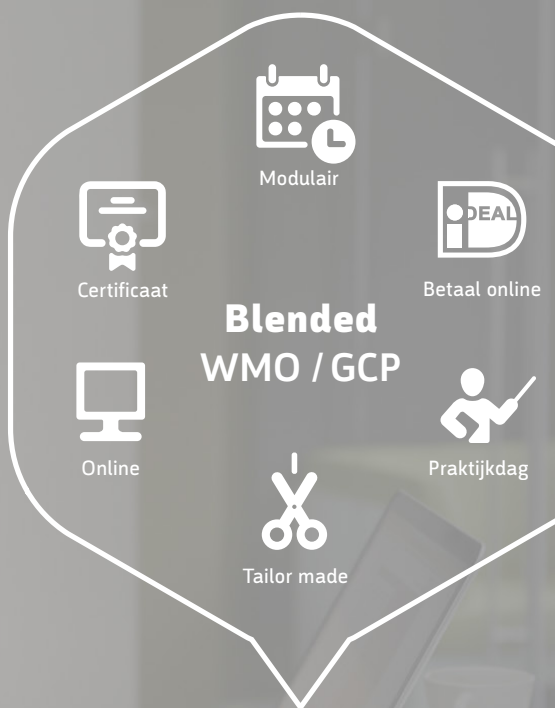 Modulair
iDEAL
Certificaat
Betaal online
Blended
WMO / GCP
Online
Praktijkdag
Tailor made